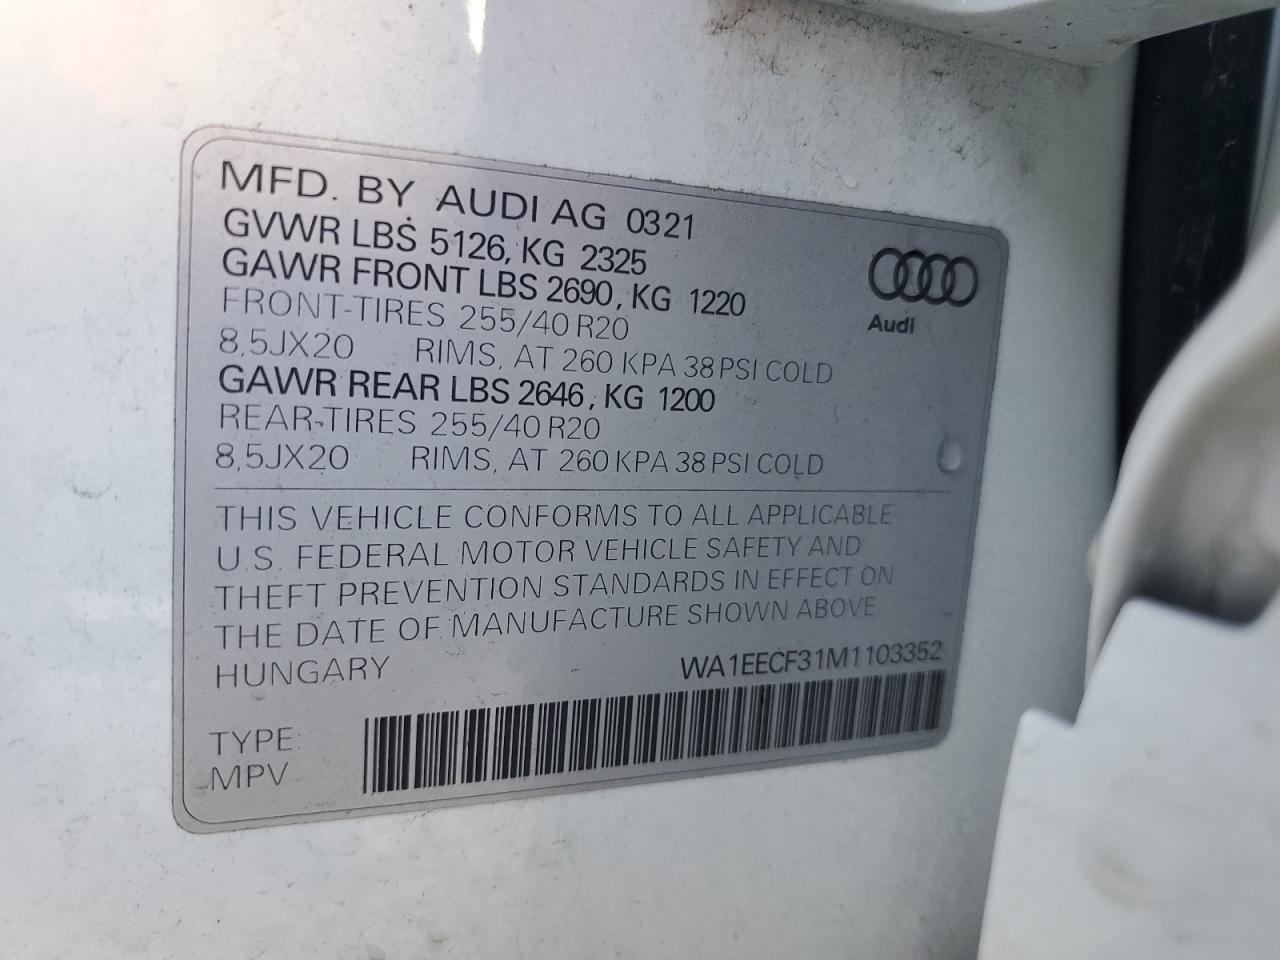 MFD. BY AUDI AG 0321
GVWR LBS 5126, KG 2325
GAWR FRONT LBS 2690, KG 1220
FRONT-TIRES 255/40 R20
8,5JX20 RIMS, AT 260 KPA 38 PSI COLD
GAWR REAR LBS 2646, KG 1200
REAR-TIRES 255/40 R20
8,5JX20 RIMS, AT 260 KPA 38 PSI COLD
Audi
THIS VEHICLE CONFORMS TO ALL APPLICABLE
U.S. FEDERAL MOTOR VEHICLE SAFETY AND
THEFT PREVENTION STANDARDS IN EFFECT ON
THE DATE OF MANUFACTURE SHOWN ABOVE
HUNGARY WA1EECF31M1103352
TYPE:
MPV